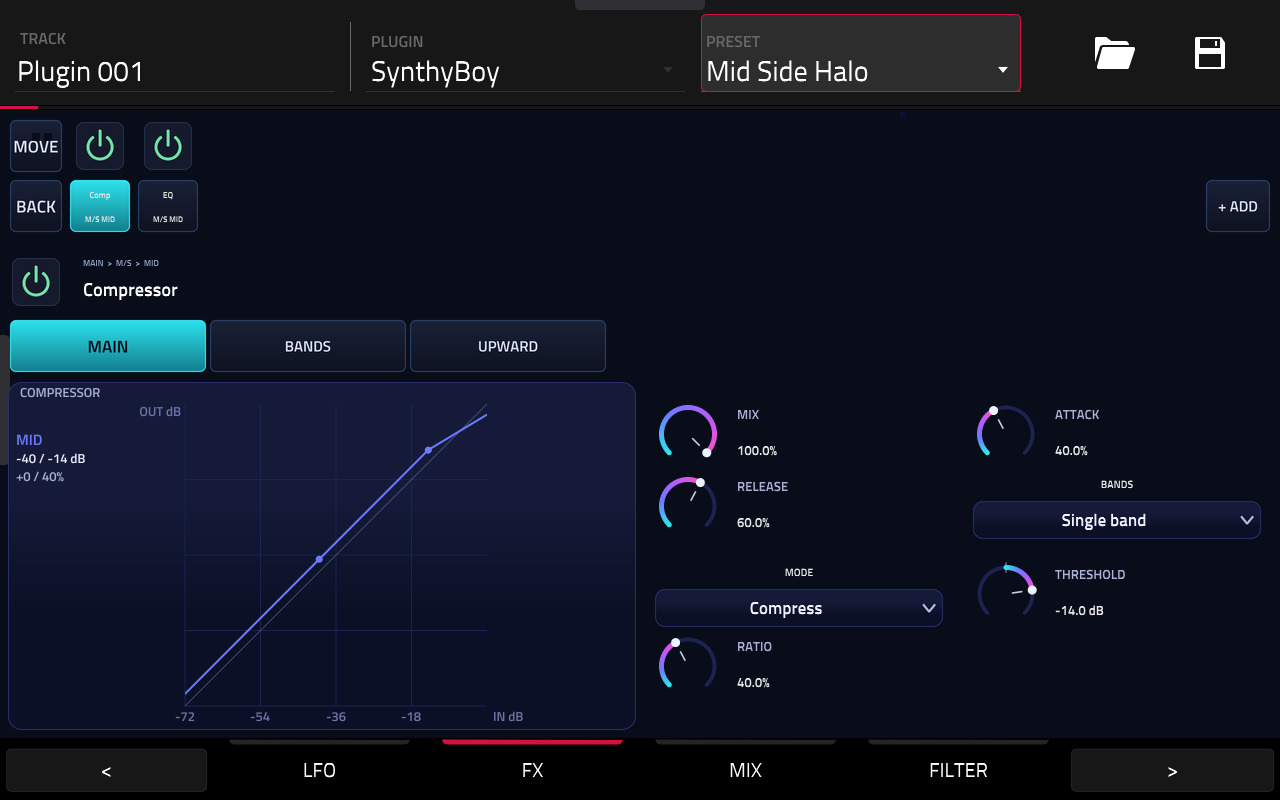 TRACK
Plugin 001
PLUGIN
SynthyBoy
PRESET
Mid Side Halo
MOVE
BACK
Comp
M/S MID
EQ
M/S MID
+ ADD
MAIN > M/S > MID
Compressor
MAIN
BANDS
UPWARD
COMPRESSOR
OUT dB
MID
-40 / -14 dB
+0 / 40%
-72
-54
-36
-18
IN dB
MIX
100.0%
ATTACK
40.0%
RELEASE
60.0%
BANDS
Single band
MODE
Compress
THRESHOLD
-14.0 dB
RATIO
40.0%
<
LFO
FX
MIX
FILTER
>